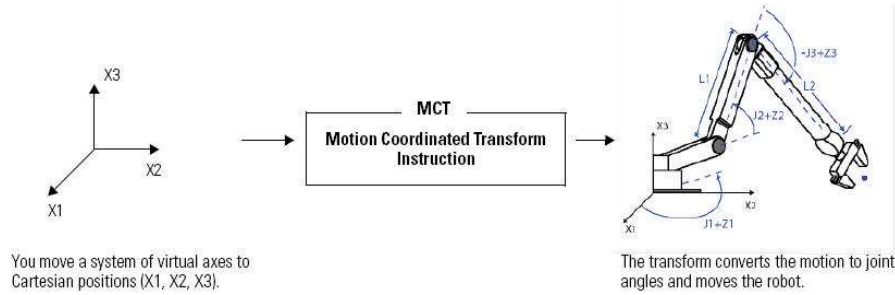 X3
X2
X1
MCT
Motion Coordinated Transform
Instruction
-J3+Z3
L1
L2
J2+Z2
X3
X2
X1
J1+Z1
You move a system of virtual axes to
Cartesian positions (X1, X2, X3).
The transform converts the motion to joint
angles and moves the robot.